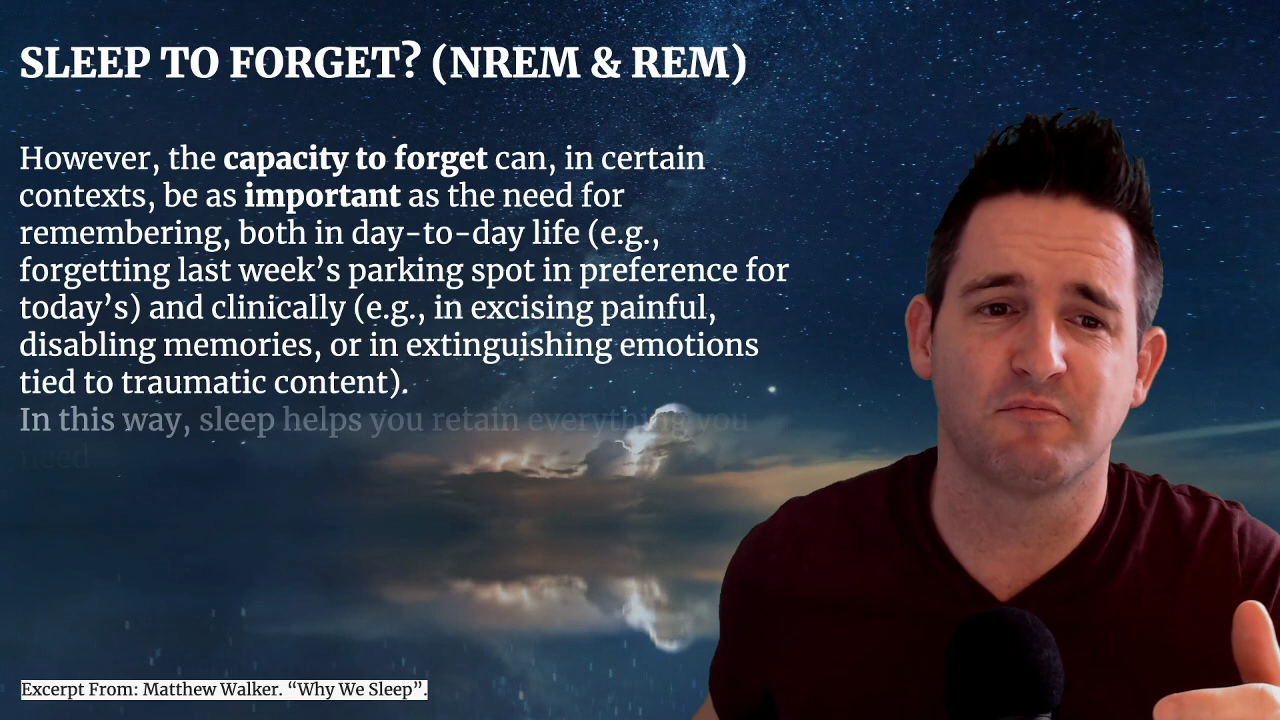 SLEEP TO FORGET? (NREM & REM)
However, the capacity to forget can, in certain
contexts, be as important as the need for
remembering, both in day-to-day life (e.g.,
forgetting last week’s parking spot in preference for
today’s) and clinically (e.g., in excising painful,
disabling memories, or in extinguishing emotions
tied to traumatic content).
In this way, sleep helps you retain everything you
need
Excerpt From: Matthew Walker. “Why We Sleep”.